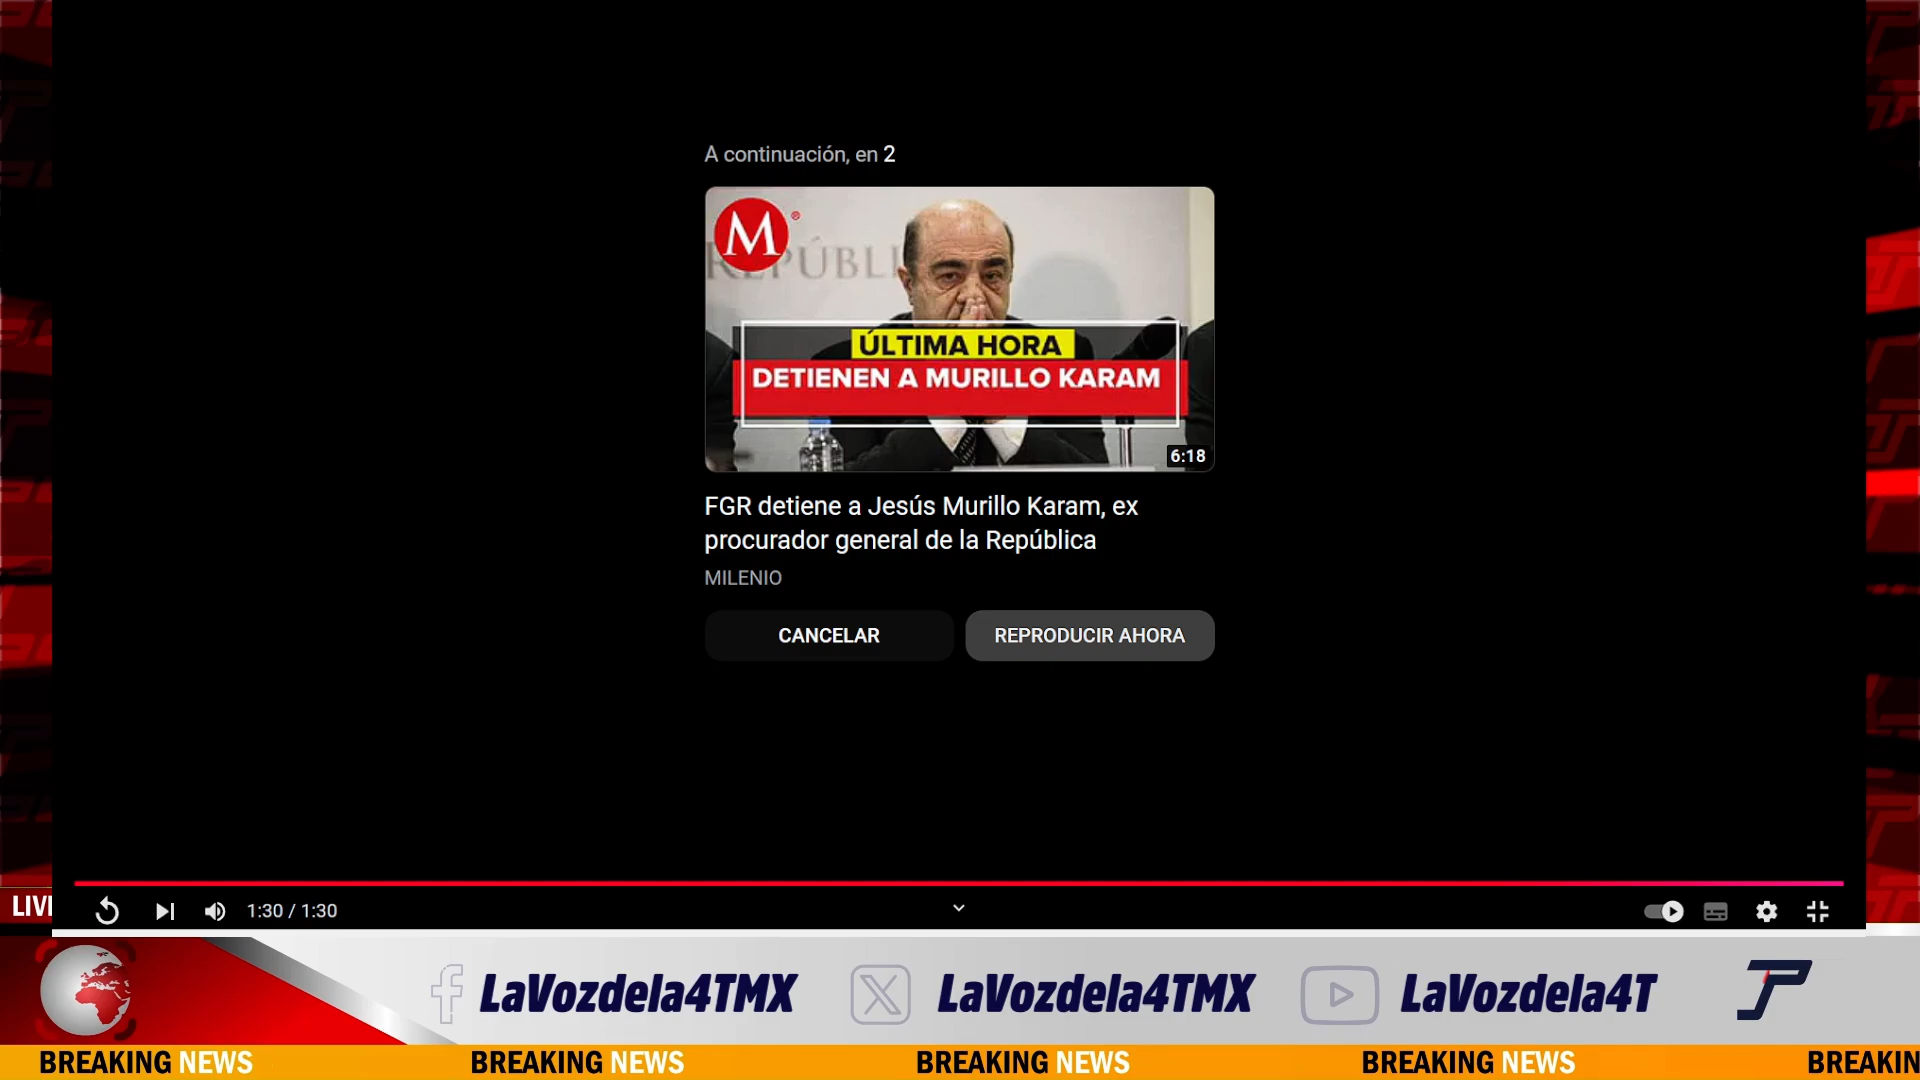 A continuación, en 2
M
REPÚBLI
ÚLTIMA HORA
DETIENEN A MURILLO KARAM
6:18
FGR detiene a Jesús Murillo Karam, ex
procurador general de la República
MILENIO
CANCELAR
REPRODUCIR AHORA
LIV
1:30 / 1:30
LaVozdela4TMX
LaVozdela4TMX
LaVozdela4T
BREAKING NEWS
BREAKING NEWS
BREAKING NEWS
BREAKING NEWS
BREAKIN